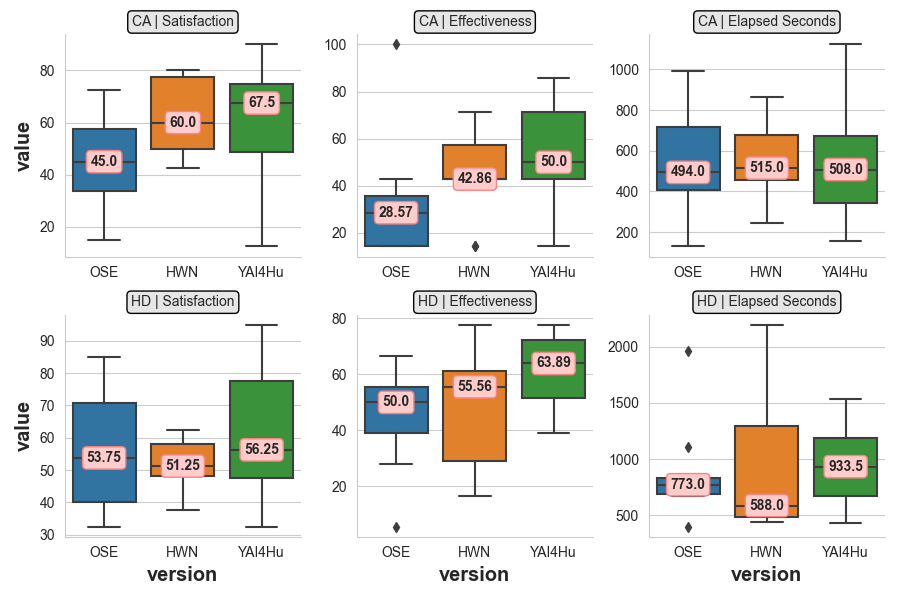 CA | Satisfaction
CA | Effectiveness
CA | Elapsed Seconds
value
80
60
40
20
45.0
60.0
67.5
OSE
HWN
YAI4Hu
100
80
60
40
20
28.57
42.86
50.0
OSE
HWN
YAI4Hu
1000
800
600
400
200
494.0
515.0
508.0
OSE
HWN
YAI4Hu
HD | Satisfaction
HD | Effectiveness
HD | Elapsed Seconds
value
90
80
70
60
50
40
30
53.75
51.25
56.25
OSE
HWN
YAI4Hu
version
80
60
40
20
50.0
55.56
63.89
OSE
HWN
YAI4Hu
version
2000
1500
1000
500
773.0
588.0
933.5
OSE
HWN
YAI4Hu
version